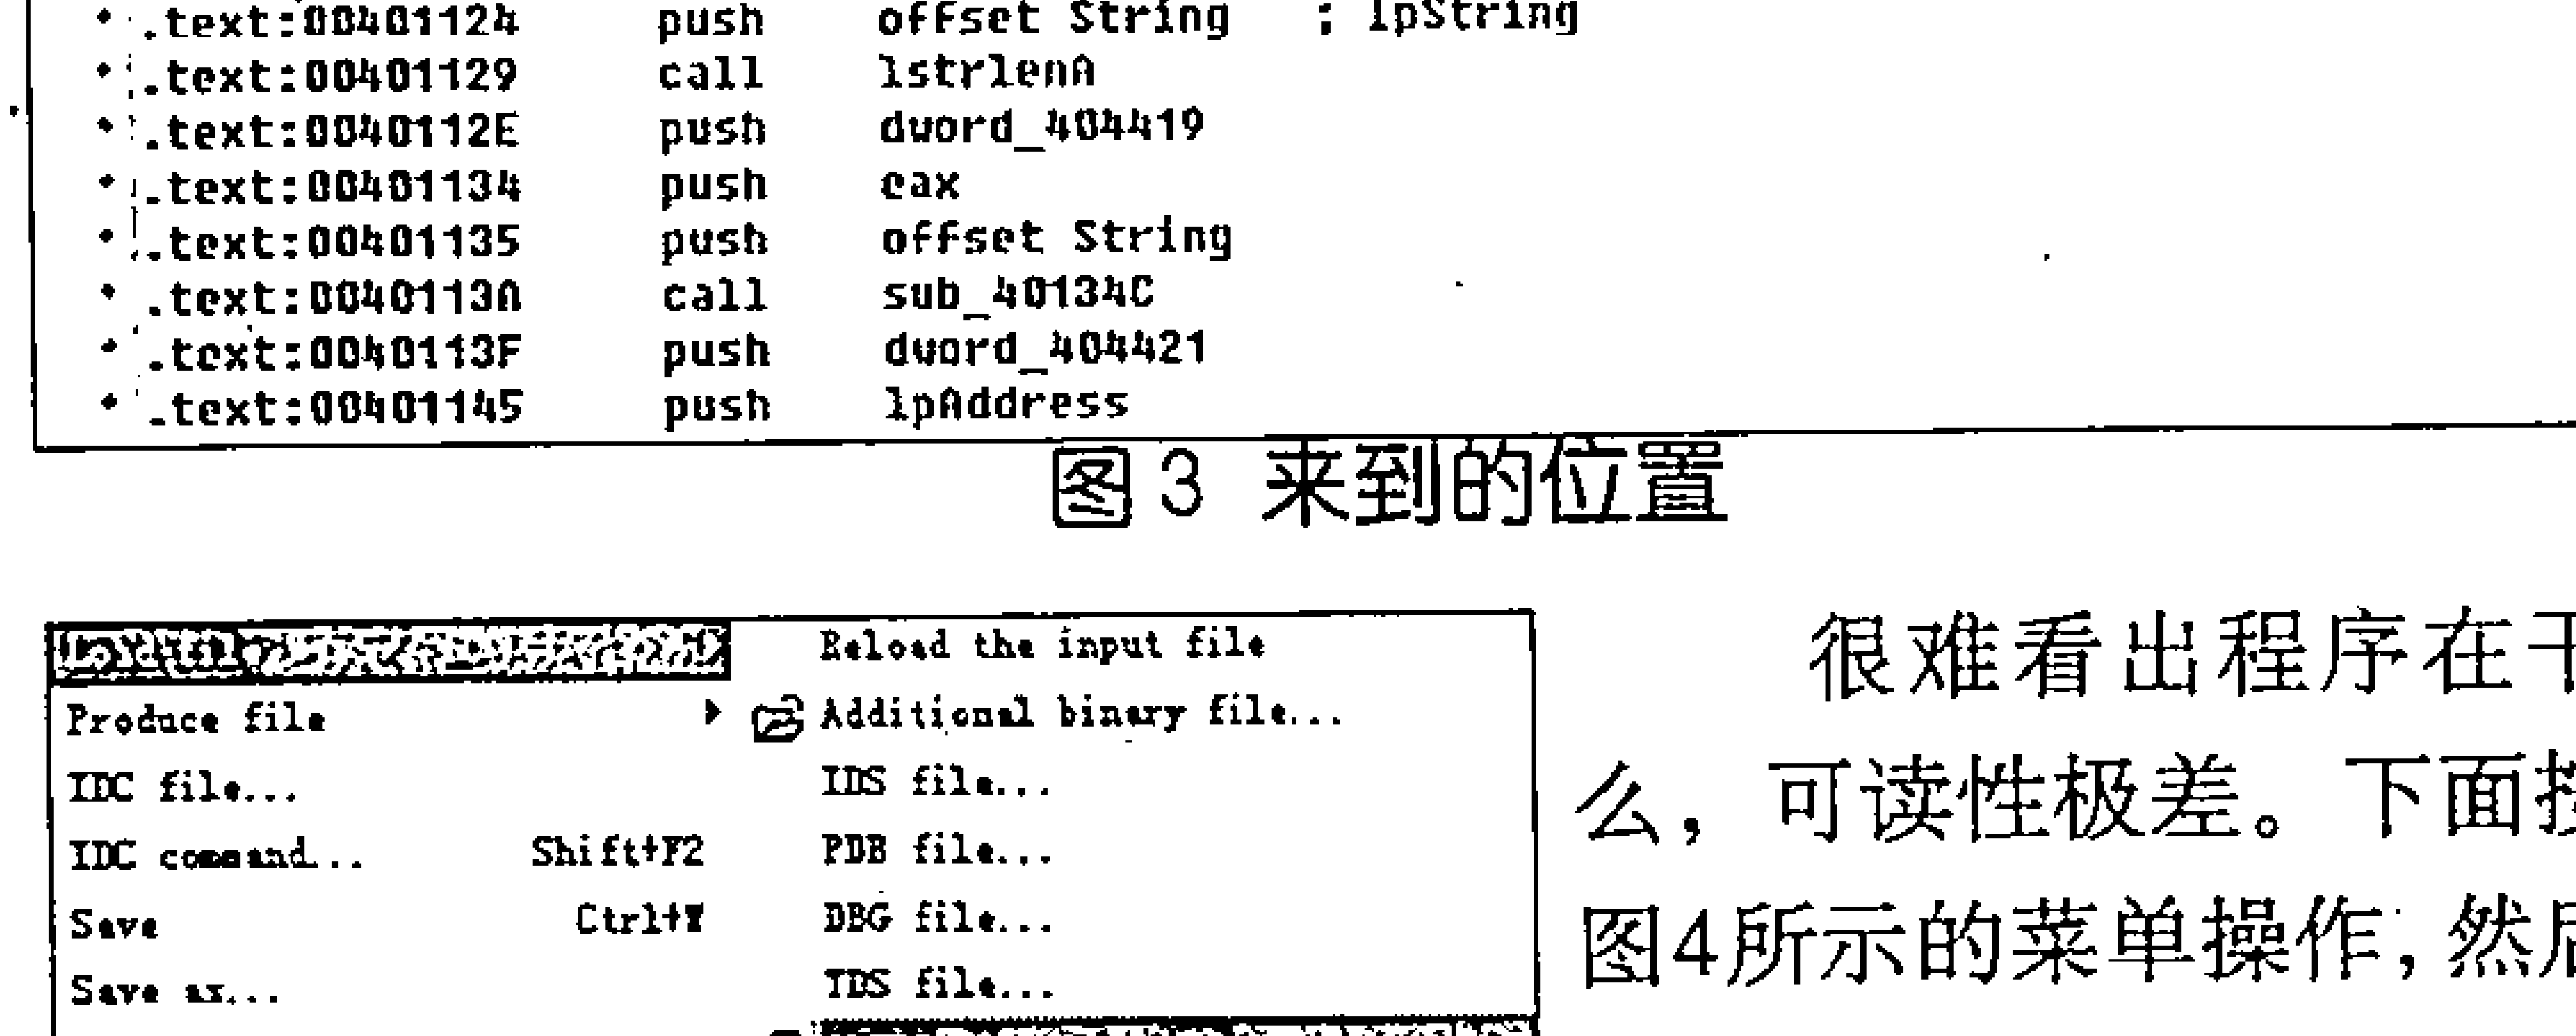 .text:00401124 push offset String ; lpString
.text:00401129 call lstrlenA
.text:0040112E push dword_404419
.text:00401134 push eax
.text:00401135 push offset String
.text:0040113A call sub_40134C
.text:0040113F push dword_404421
.text:00401145 push lpAddress
图 3 来到的位置
Reload the input file
Produce file
Additional binary file...
IDC file...
IDS file...
IDC command... Shift+F2
PDB file...
Save Ctrl+W
DBG file...
Save as...
TDS file...
很难看出程序在干
么，可读性极差。下面按
图4所示的菜单操作，然后